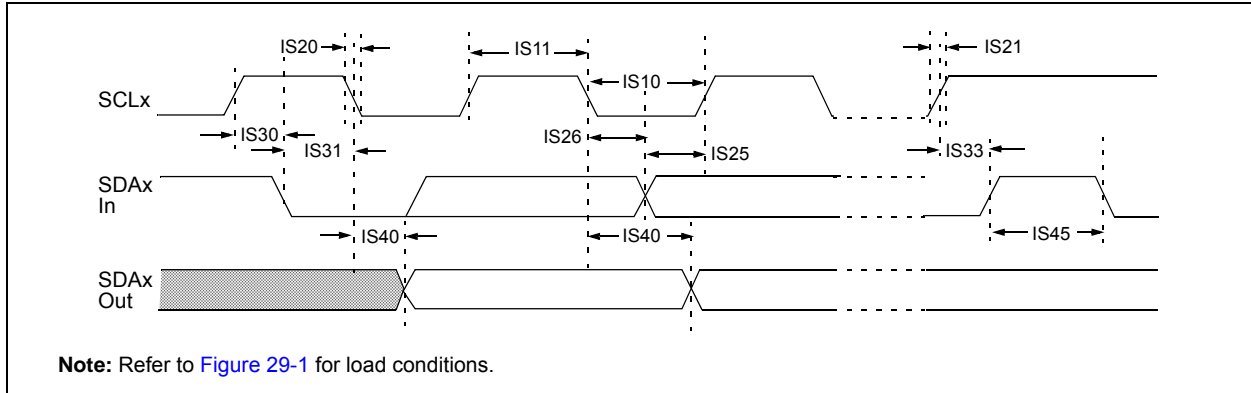 IS20
IS11
IS21
IS10
SCLx
IS30
IS26
IS31
IS25
IS33
SDAx
In
IS40
IS40
IS45
SDAx
Out
Note: Refer to Figure 29-1 for load conditions.